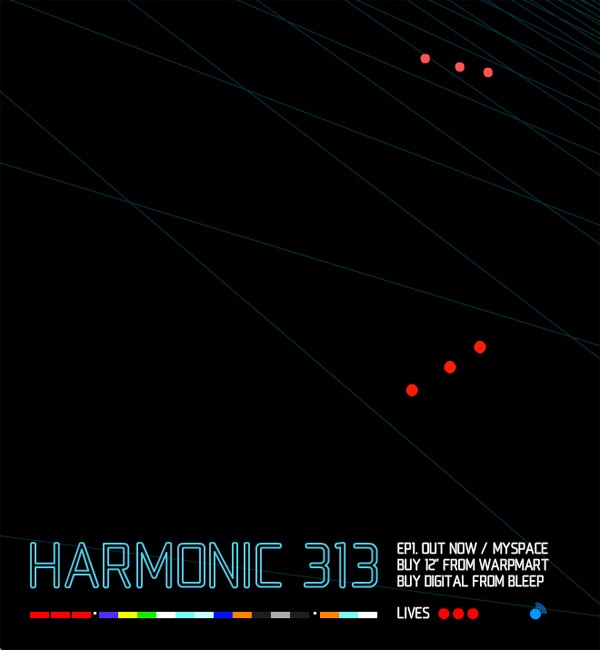 HARMONIC 313
EP1. OUT NOW / MYSPACE
BUY 12" FROM WARPMART
BUY DIGITAL FROM BLEEP
LIVES